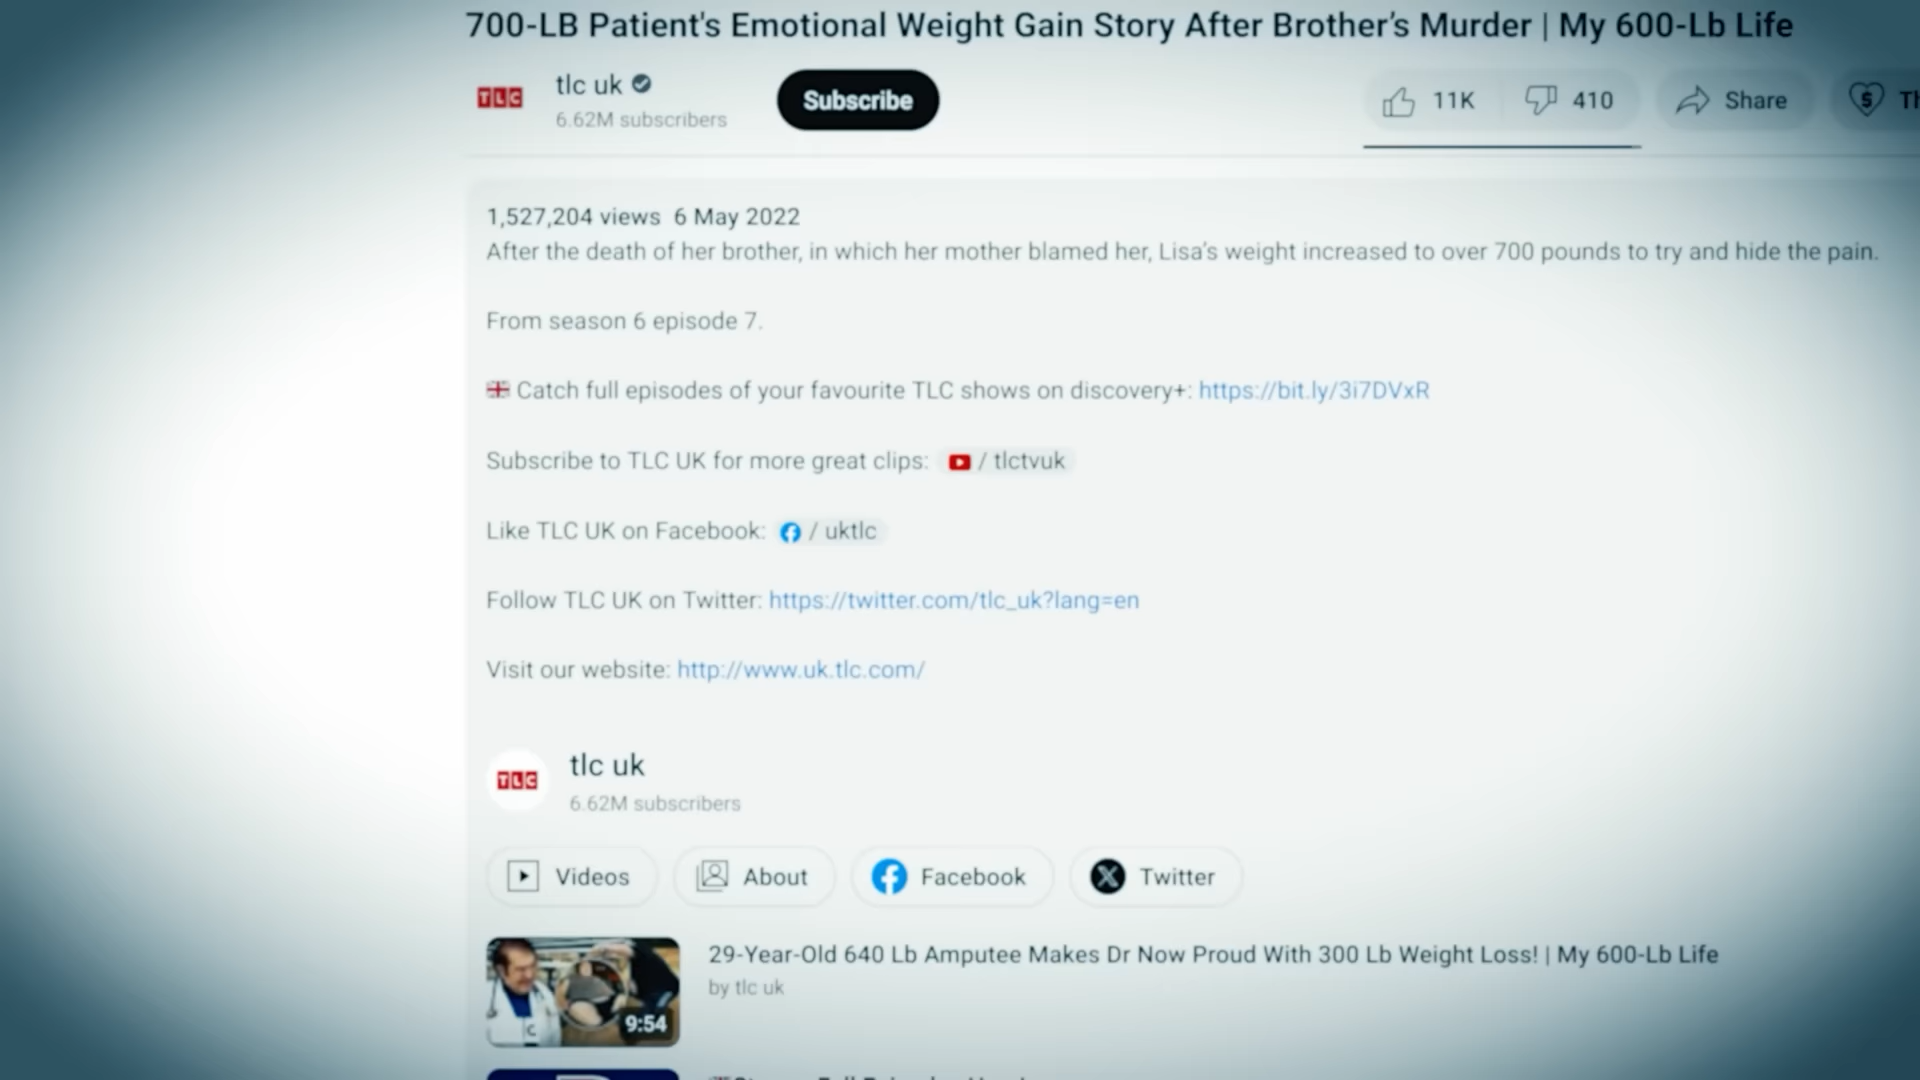 700-LB Patient's Emotional Weight Gain Story After Brother's Murder | My 600-Lb Life
TLC
tlc uk
6.62M subscribers
Subscribe
11K
410
Share
1,527,204 views 6 May 2022
After the death of her brother, in which her mother blamed her, Lisa's weight increased to over 700 pounds to try and hide the pain.
From season 6 episode 7.
Catch full episodes of your favourite TLC shows on discovery+: https://bit.ly/3i7DVxR
Subscribe to TLC UK for more great clips: / tlctvuk
Like TLC UK on Facebook: / uktlc
Follow TLC UK on Twitter: https://twitter.com/tlc_uk?lang=en
Visit our website: http://www.uk.tlc.com/
TLC
tlc uk
6.62M subscribers
Videos
About
Facebook
Twitter
29-Year-Old 640 Lb Amputee Makes Dr Now Proud With 300 Lb Weight Loss! | My 600-Lb Life
by tlc uk
9:54